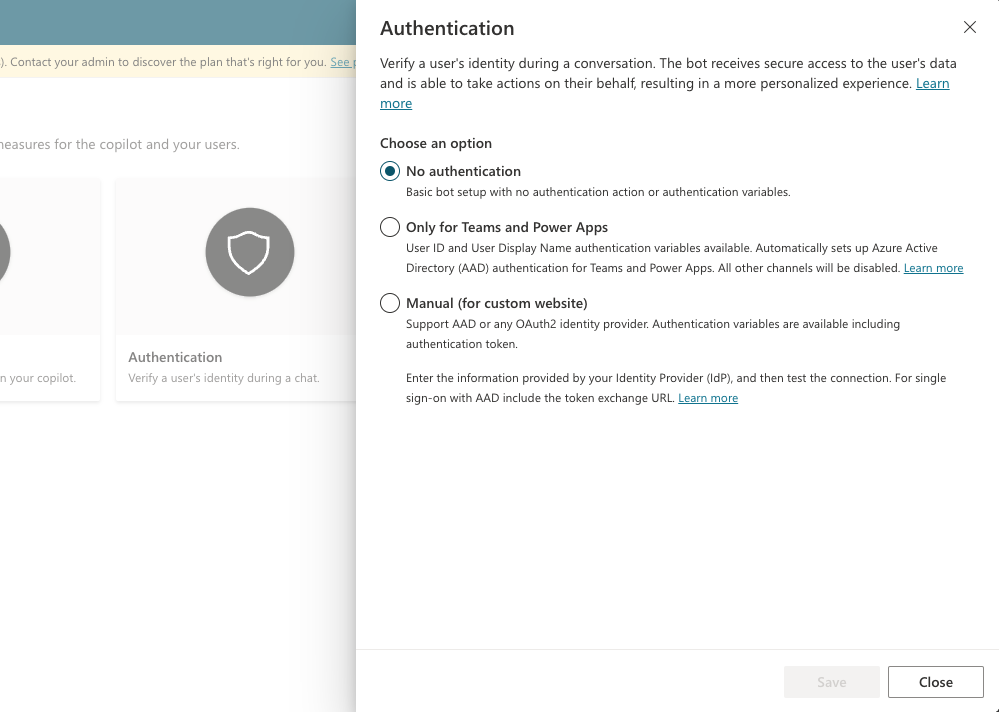 Authentication
Verify a user's identity during a conversation. The bot receives secure access to the user's data
and is able to take actions on their behalf, resulting in a more personalized experience. Learn
more
Choose an option
No authentication
Basic bot setup with no authentication action or authentication variables.
Only for Teams and Power Apps
User ID and User Display Name authentication variables available. Automatically sets up Azure Active
Directory (AAD) authentication for Teams and Power Apps. All other channels will be disabled. Learn more
Manual (for custom website)
Support AAD or any OAuth2 identity provider. Authentication variables are available including
authentication token.
Enter the information provided by your Identity Provider (IdP), and then test the connection. For single
sign-on with AAD include the token exchange URL. Learn more
Save
Close
). Contact your admin to discover the plan that's right for you. See
measures for the copilot and your users.
Authentication
Verify a user's identity during a chat.
n your copilot.